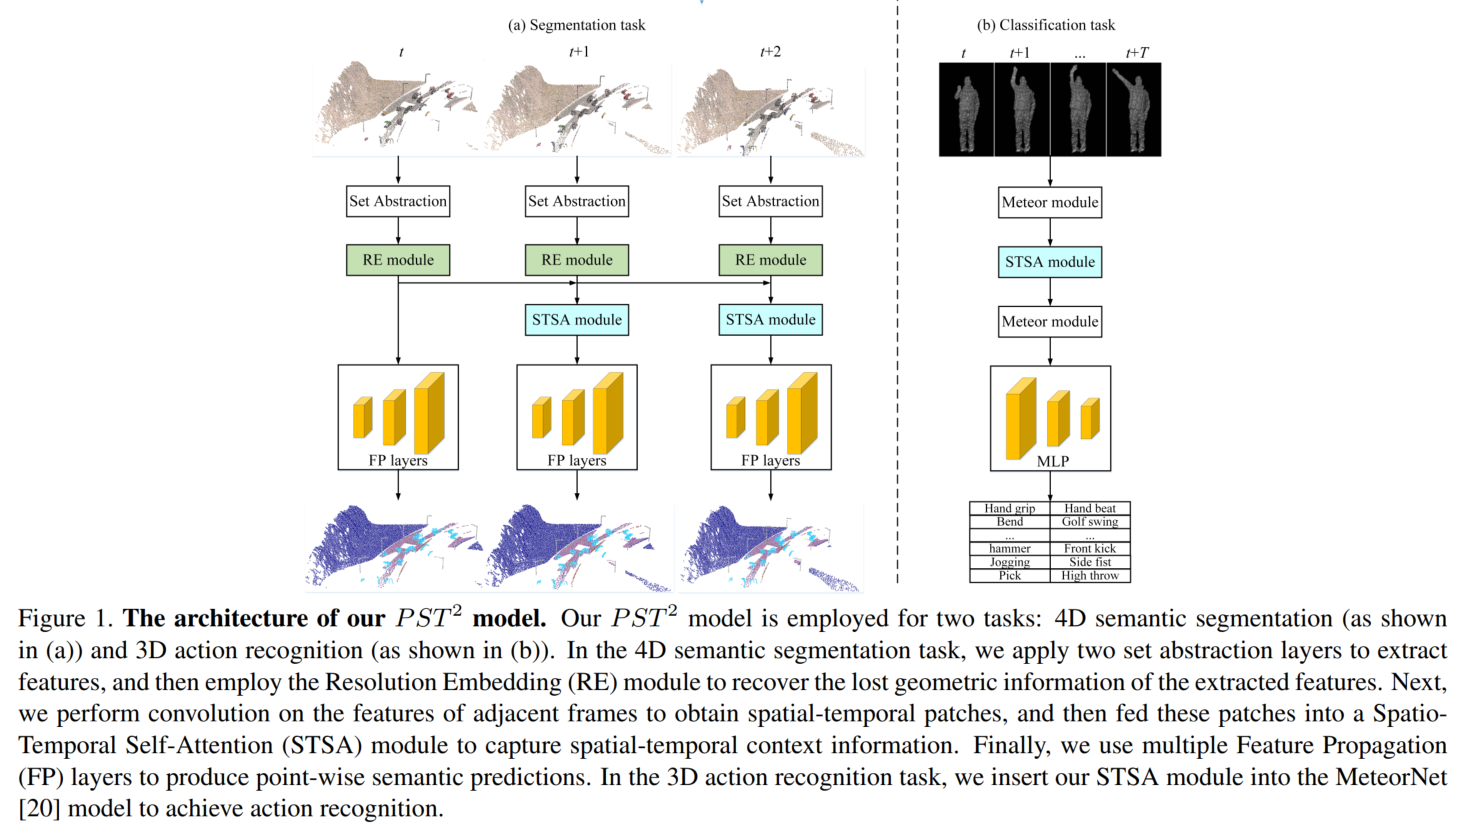 (a) Segmentation task
(b) Classification task
t
t+1
t+2
t
t+1
...
t+T
Set Abstraction
Set Abstraction
Set Abstraction
Meteor module
RE module
RE module
RE module
STSA module
STSA module
STSA module
Meteor module
FP layers
FP layers
FP layers
MLP
Hand grip
Hand beat
Bend
Golf swing
...
...
hammer
Front kick
Jogging
Side fist
Pick
High throw
Figure 1. The architecture of our PST² model. Our PST² model is employed for two tasks: 4D semantic segmentation (as shown
in (a)) and 3D action recognition (as shown in (b)). In the 4D semantic segmentation task, we apply two set abstraction layers to extract
features, and then employ the Resolution Embedding (RE) module to recover the lost geometric information of the extracted features. Next,
we perform convolution on the features of adjacent frames to obtain spatial-temporal patches, and then fed these patches into a Spatio-
Temporal Self-Attention (STSA) module to capture spatial-temporal context information. Finally, we use multiple Feature Propagation
(FP) layers to produce point-wise semantic predictions. In the 3D action recognition task, we insert our STSA module into the MeteorNet
[20] model to achieve action recognition.